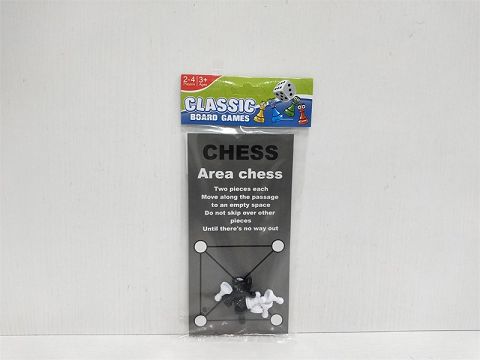 2-4 3+
Players Ages
CLASSIC
BOARD GAMES
CHESS
Area chess
Two pieces each
Move along the passage
to an empty space
Do not skip over other
pieces
Until there's no way out